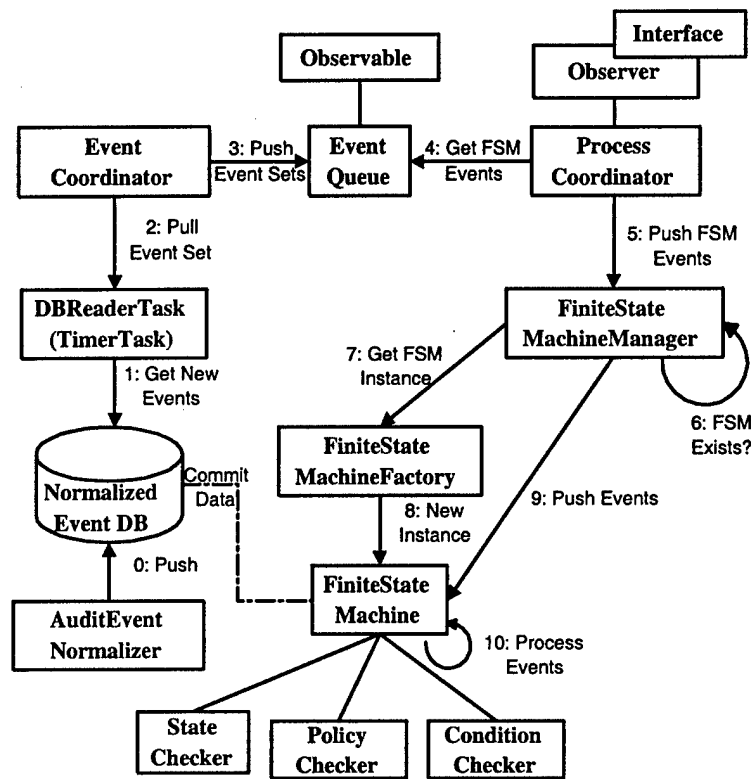 Interface
Observable
Observer
Event
Coordinator
3: Push
Event Sets
Event
Queue
4: Get FSM
Events
Process
Coordinator
2: Pull
Event Set
5: Push FSM
Events
DBReaderTask
(TimerTask)
FiniteState
MachineManager
1: Get New
Events
7: Get FSM
Instance
6: FSM
Exists?
FiniteState
MachineFactory
Normalized
Event DB
Commit
Data
9: Push Events
8: New
Instance
0: Push
FiniteState
Machine
AuditEvent
Normalizer
10: Process
Events
State
Checker
Policy
Checker
Condition
Checker